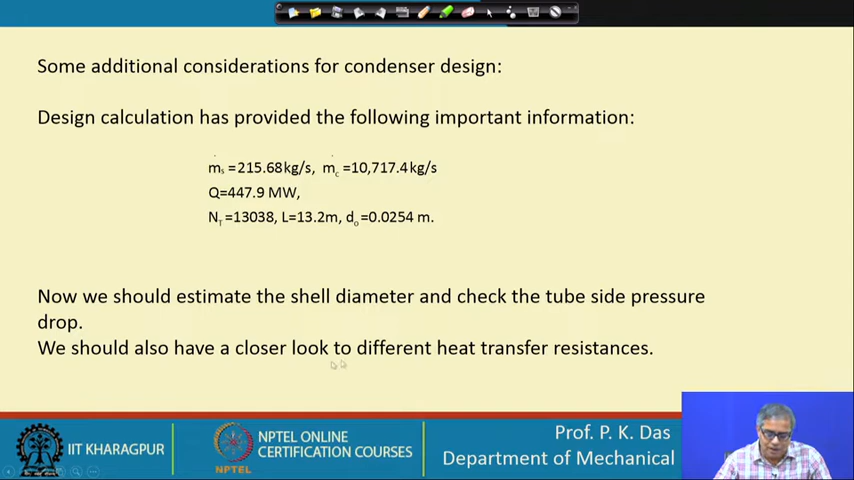 Some additional considerations for condenser design:
Design calculation has provided the following important information:
ṁs =215.68kg/s, ṁc =10,717.4kg/s
Q=447.9 MW,
NT =13038, L=13.2m, do =0.0254 m.
Now we should estimate the shell diameter and check the tube side pressure
drop.
We should also have a closer look to different heat transfer resistances.
IIT KHARAGPUR
NPTEL
NPTEL ONLINE
CERTIFICATION COURSES
Prof. P. K. Das
Department of Mechanical